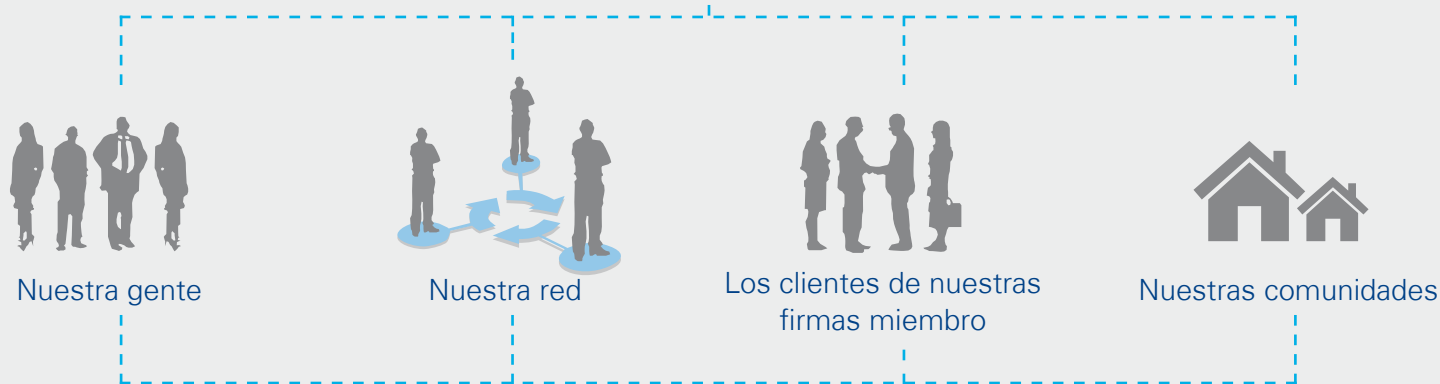 Nuestra gente
Nuestra red
Los clientes de nuestras
firmas miembro
Nuestras comunidades